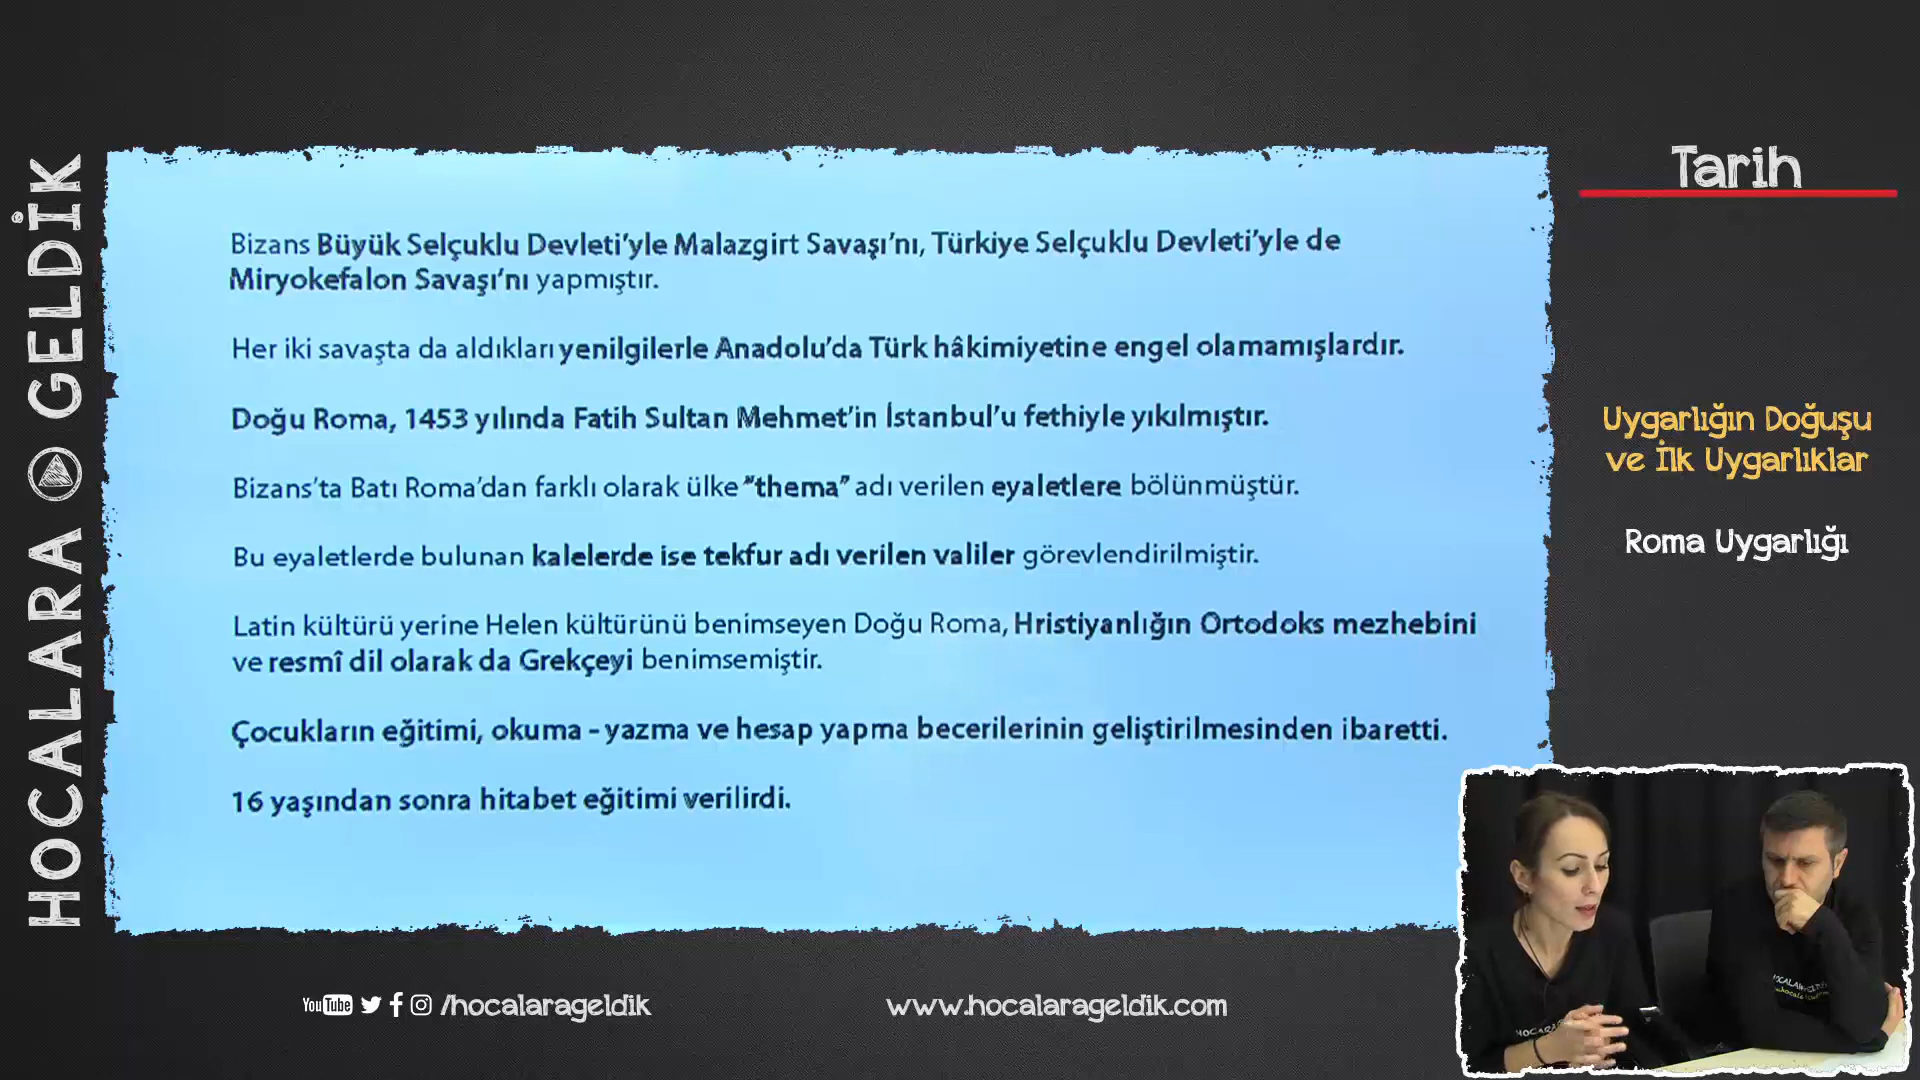 HOCALARA GELDİK
Tarih
Bizans Büyük Selçuklu Devleti'yle Malazgirt Savaşı'nı, Türkiye Selçuklu Devleti'yle de
Miryokefalon Savaşı'nı yapmıştır.
Her iki savaşta da aldıkları yenilgilerle Anadolu'da Türk hâkimiyetine engel olamamışlardır.
Doğu Roma, 1453 yılında Fatih Sultan Mehmet'in İstanbul'u fethiyle yıkılmıştır.
Bizans'ta Batı Roma'dan farklı olarak ülke "thema" adı verilen eyaletlere bölünmüştür.
Bu eyaletlerde bulunan kalelerde ise tekfur adı verilen valiler görevlendirilmiştir.
Latin kültürü yerine Helen kültürünü benimseyen Doğu Roma, Hristiyanlığın Ortodoks mezhebini
ve resmî dil olarak da Grekçeyi benimsemiştir.
Çocukların eğitimi, okuma - yazma ve hesap yapma becerilerinin geliştirilmesinden ibaretti.
16 yaşından sonra hitabet eğitimi verilirdi.
Uygarlığın Doğuşu
ve İlk Uygarlıklar
Roma Uygarlığı
YouTube /hocalarageldik
www.hocalarageldik.com